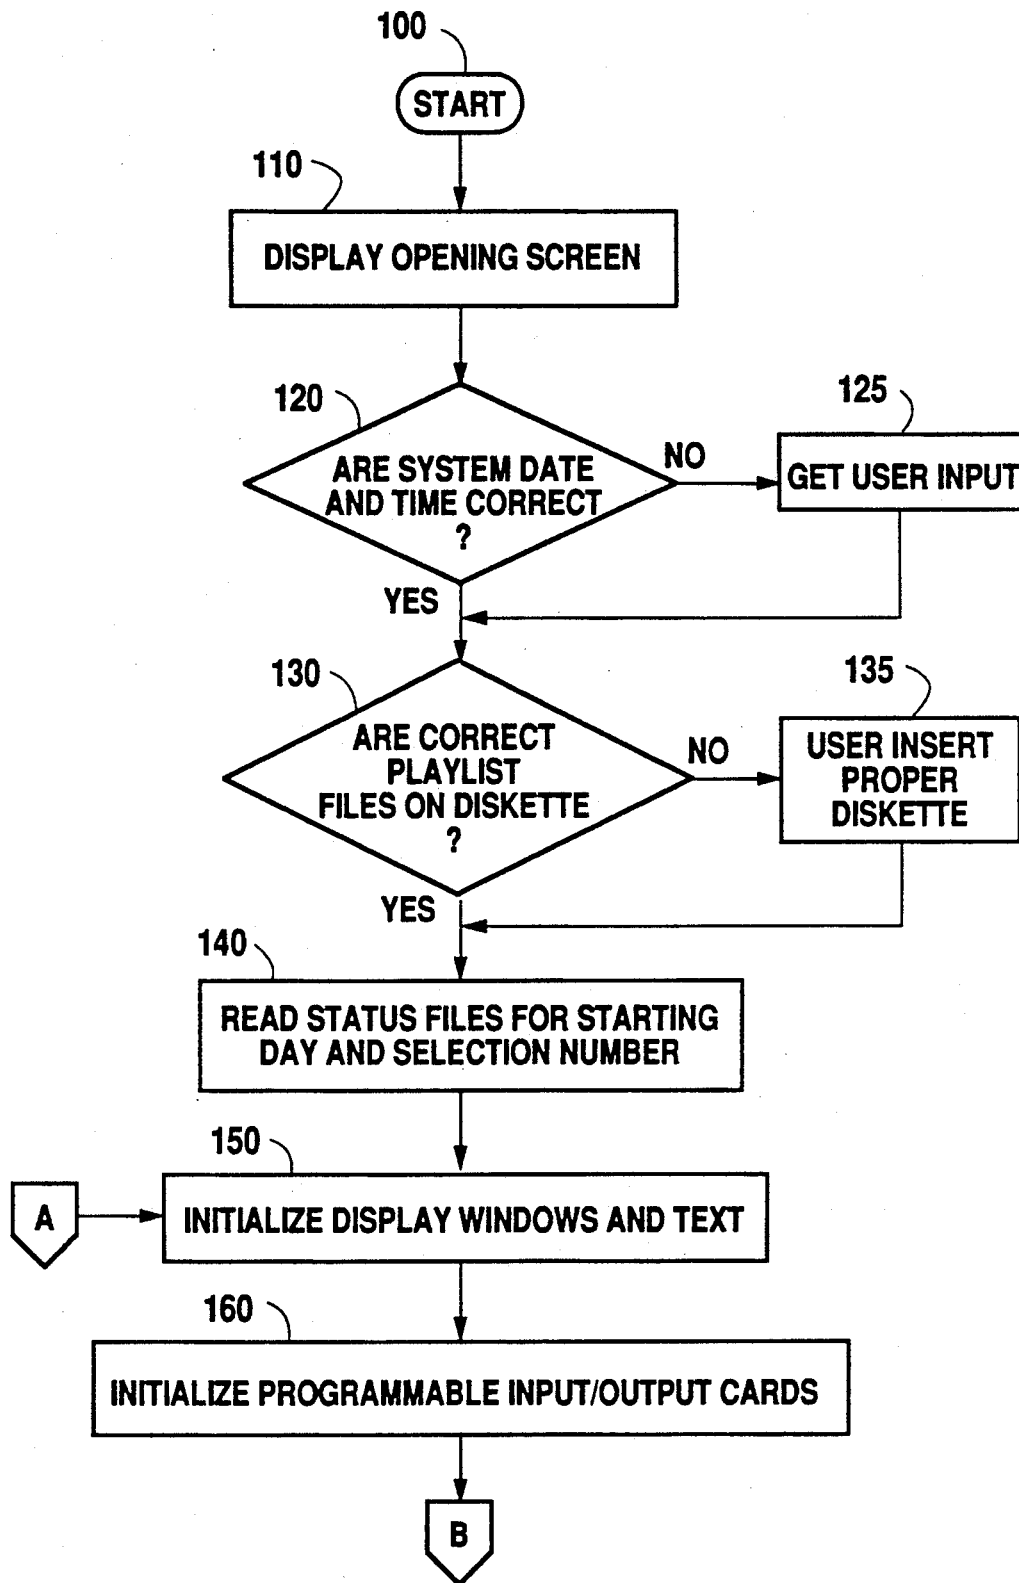 100
START
110
DISPLAY OPENING SCREEN
120
ARE SYSTEM DATE
AND TIME CORRECT
?
NO
125
GET USER INPUT
YES
130
ARE CORRECT
PLAYLIST
FILES ON DISKETTE
?
NO
135
USER INSERT
PROPER
DISKETTE
YES
140
READ STATUS FILES FOR STARTING
DAY AND SELECTION NUMBER
150
A
INITIALIZE DISPLAY WINDOWS AND TEXT
160
INITIALIZE PROGRAMMABLE INPUT/OUTPUT CARDS
B